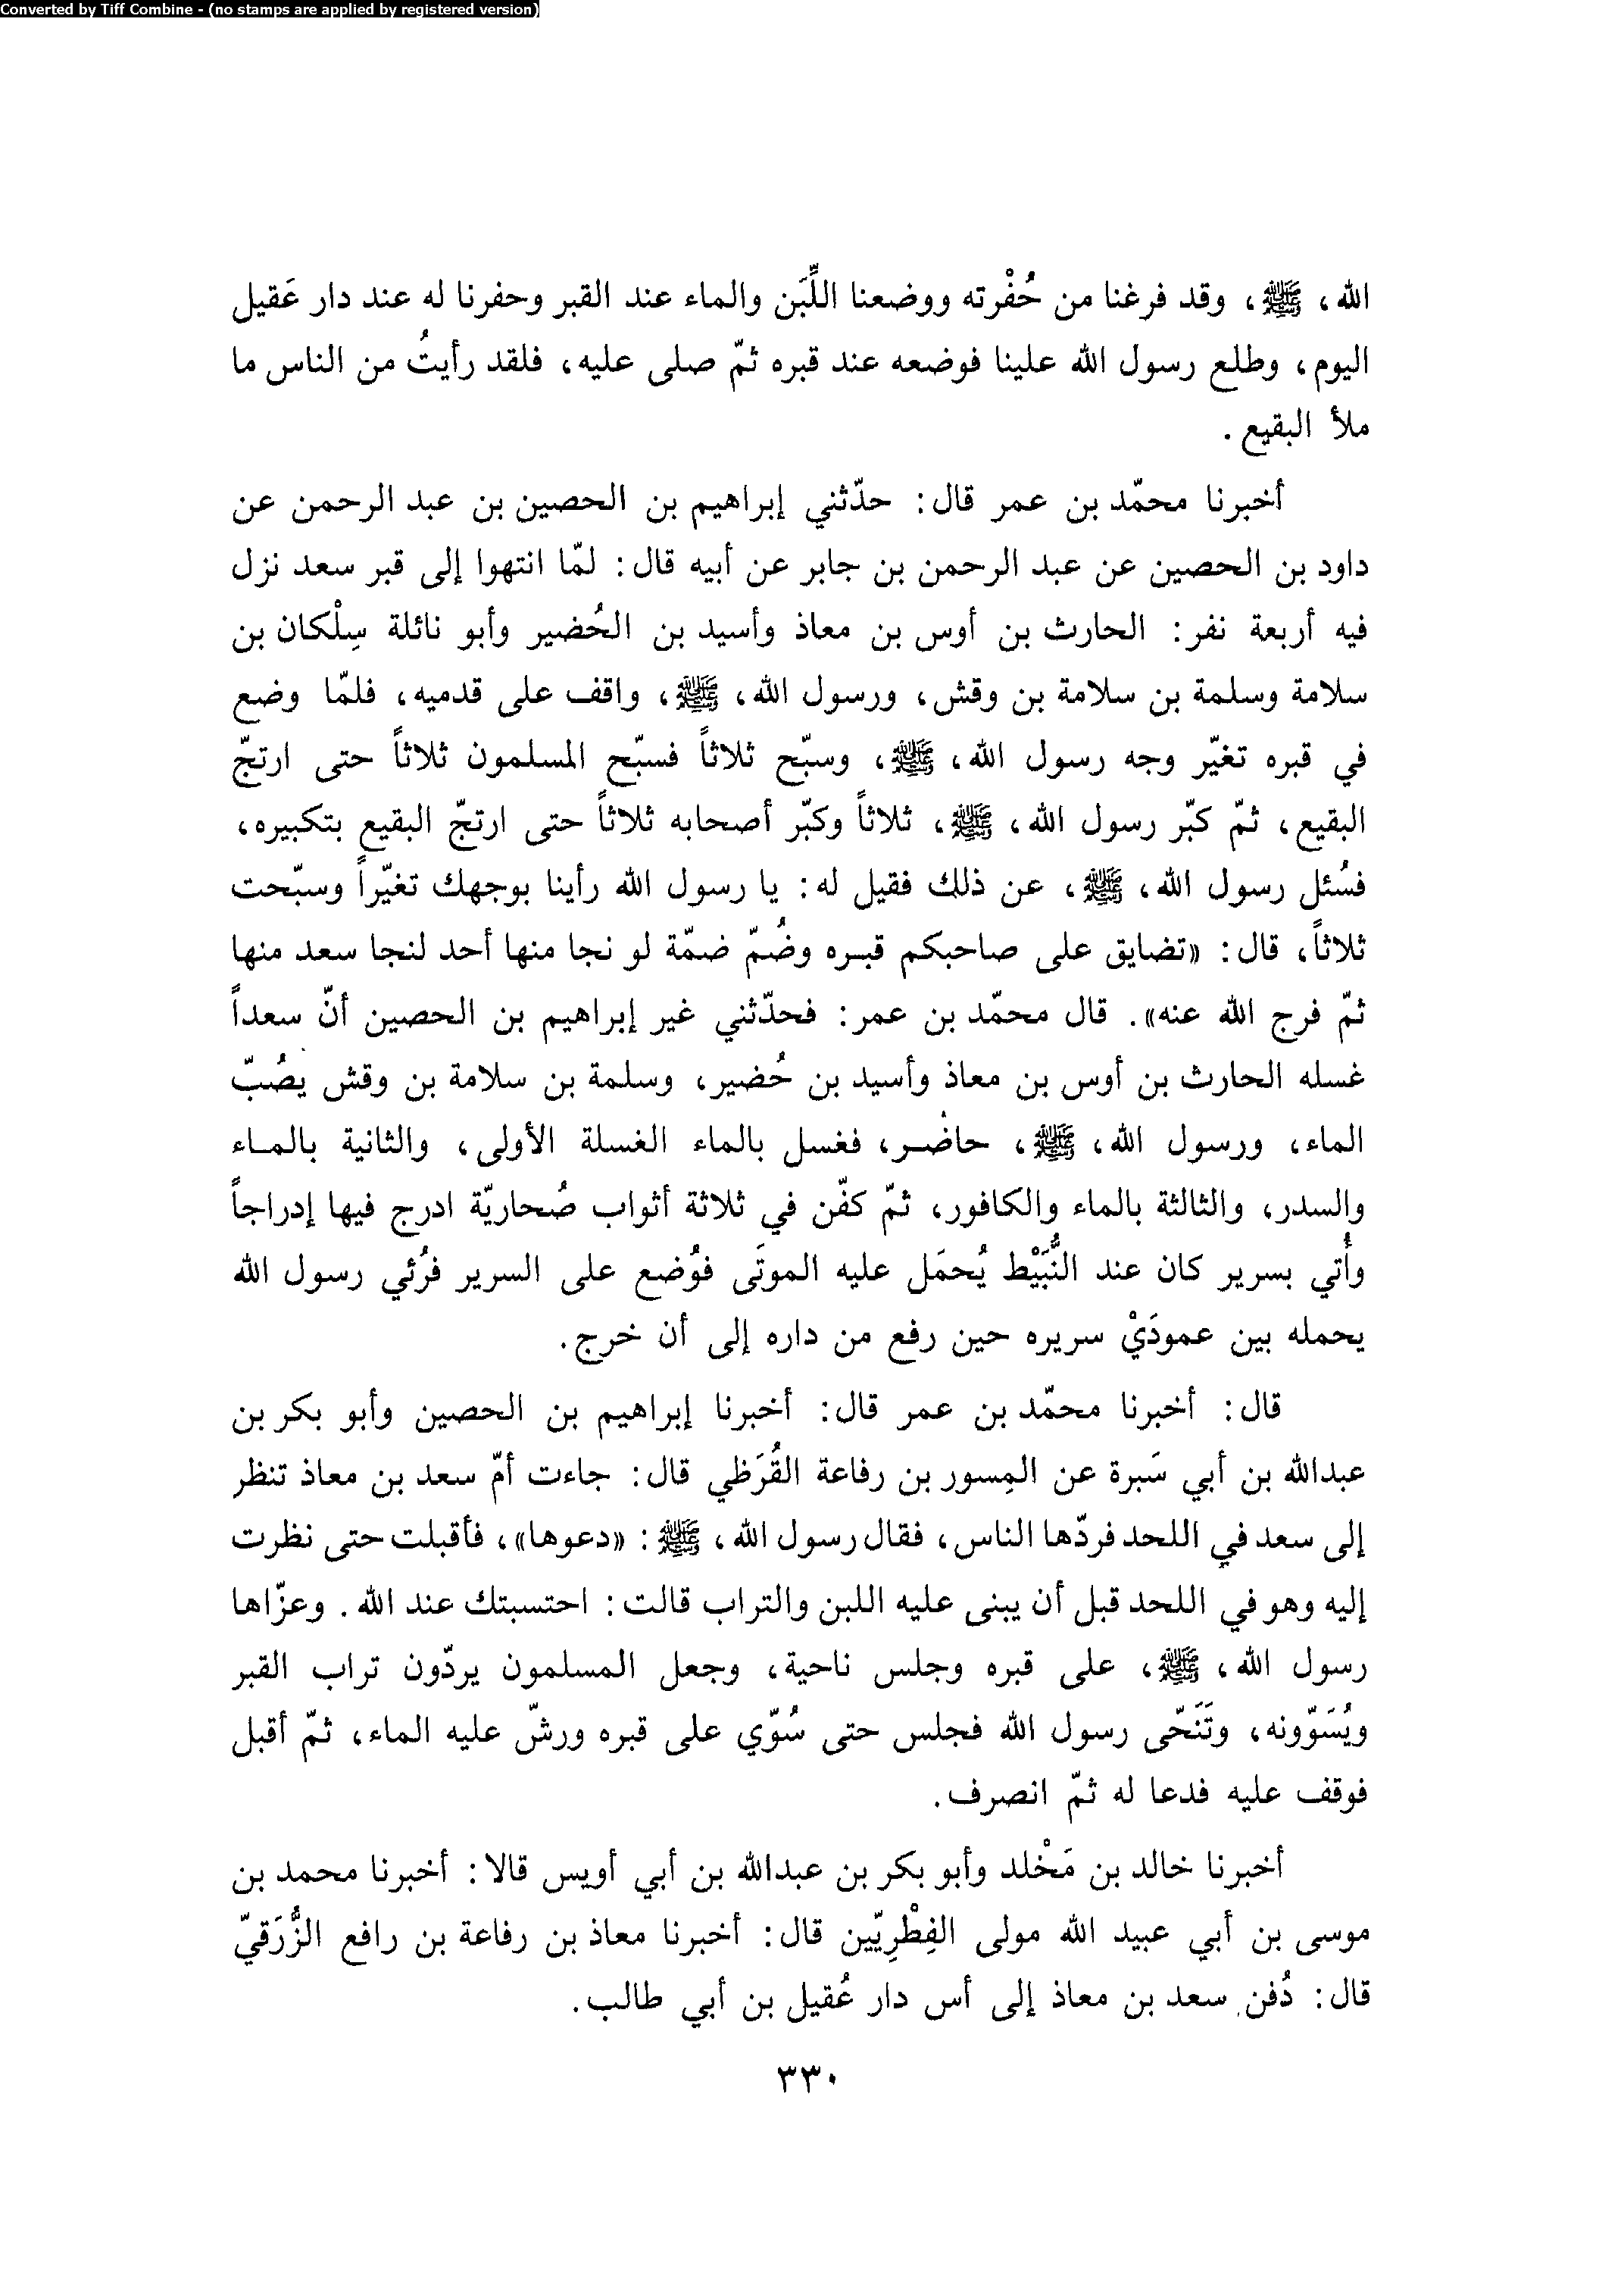 Converted by Tiff Combine - (no stamps are applied by registered version)
الله، ﷺ، وقد فرغنا من حُفْرته ووضعنا اللَّبَن والماء عند القبر وحفرنا له عند دار عَقيل
اليوم، وطلع رسول الله علينا فوضعه عند قبره ثمّ صلى عليه، فلقد رأيتُ من الناس ما
ملأ البقيع.
أخبرنا محمّد بن عمر قال: حدّثني إبراهيم بن الحصين بن عبد الرحمن عن
داود بن الحصين عن عبد الرحمن بن جابر عن أبيه قال: لمّا انتهوا إلى قبر سعد نزل
فيه أربعة نفر: الحارث بن أوس بن معاذ وأسيد بن الحُضير وأبو نائلة سِلْكان بن
سلامة وسلمة بن سلامة بن وقش، ورسول الله، ﷺ، واقف على قدميه، فلمّا وضع
في قبره تغيّر وجه رسول الله، ﷺ، وسبّح ثلاثاً فسبّح المسلمون ثلاثاً حتى ارتجّ
البقيع، ثمّ كبّر رسول الله، ﷺ، ثلاثاً وكبّر أصحابه ثلاثاً حتى ارتجّ البقيع بتكبيره،
فسُئل رسول الله، ﷺ، عن ذلك فقيل له: يا رسول الله رأينا بوجهك تغيّراً وسبّحت
ثلاثاً، قال: «تضايق على صاحبكم قبره وضُمّ ضمّة لو نجا منها أحد لنجا سعد منها
ثمّ فرج الله عنه». قال محمّد بن عمر: فحدّثني غير إبراهيم بن الحصين أنّ سعداً
غسله الحارث بن أوس بن معاذ وأسيد بن حُضير، وسلمة بن سلامة بن وقش يصُبّ
الماء، ورسول الله، ﷺ، حاضر، فغسل بالماء الغسلة الأولى، والثانية بالماء
والسدر، والثالثة بالماء والكافور، ثمّ كفّن في ثلاثة أثواب صُحاريّة ادرج فيها إدراجاً
وأُتي بسرير كان عند النُّبَيْط يُحمَل عليه الموتَى فوُضع على السرير فرُئي رسول الله
يحمله بين عمودَيْ سريره حين رفع من داره إلى أن خرج.
قال: أخبرنا محمّد بن عمر قال: أخبرنا إبراهيم بن الحصين وأبو بكر بن
عبدالله بن أبي سَبرة عن المِسور بن رفاعة القُرَظي قال: جاءت أمّ سعد بن معاذ تنظر
إلى سعد في اللحد فردّها الناس، فقال رسول الله، ﷺ: «دعوها»، فأقبلت حتى نظرت
إليه وهو في اللحد قبل أن يبنى عليه اللبن والتراب قالت: احتسبتك عند الله. وعزّاها
رسول الله، ﷺ، على قبره وجلس ناحية، وجعل المسلمون يردّون تراب القبر
ويُسَوّونه، وتَنَحّى رسول الله فجلس حتى سُوّي على قبره ورشّ عليه الماء، ثمّ أقبل
فوقف عليه فدعا له ثمّ انصرف.
أخبرنا خالد بن مَخْلد وأبو بكر بن عبدالله بن أبي أويس قالا: أخبرنا محمد بن
موسى بن أبي عبيد الله مولى الفِطْرِيّين قال: أخبرنا معاذ بن رفاعة بن رافع الزُّرَقيّ
قال: دُفن سعد بن معاذ إلى أس دار عُقيل بن أبي طالب.
٣٣٠